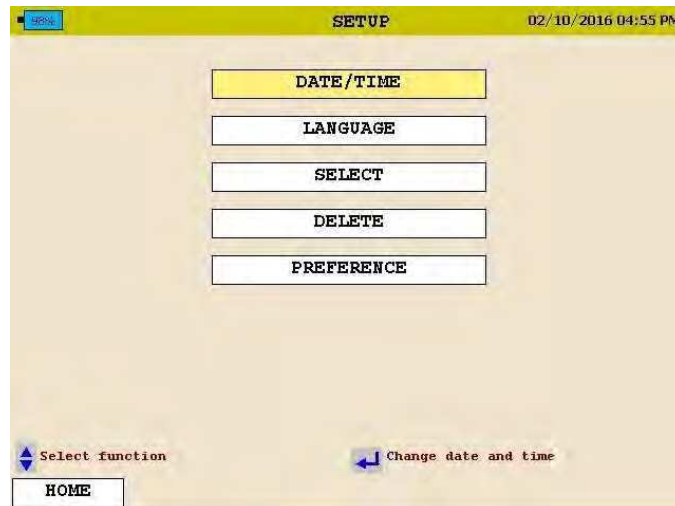 98%
SETUP
02/10/2016 04:55 PM
DATE/TIME
LANGUAGE
SELECT
DELETE
PREFERENCE
Select function
Change date and time
HOME